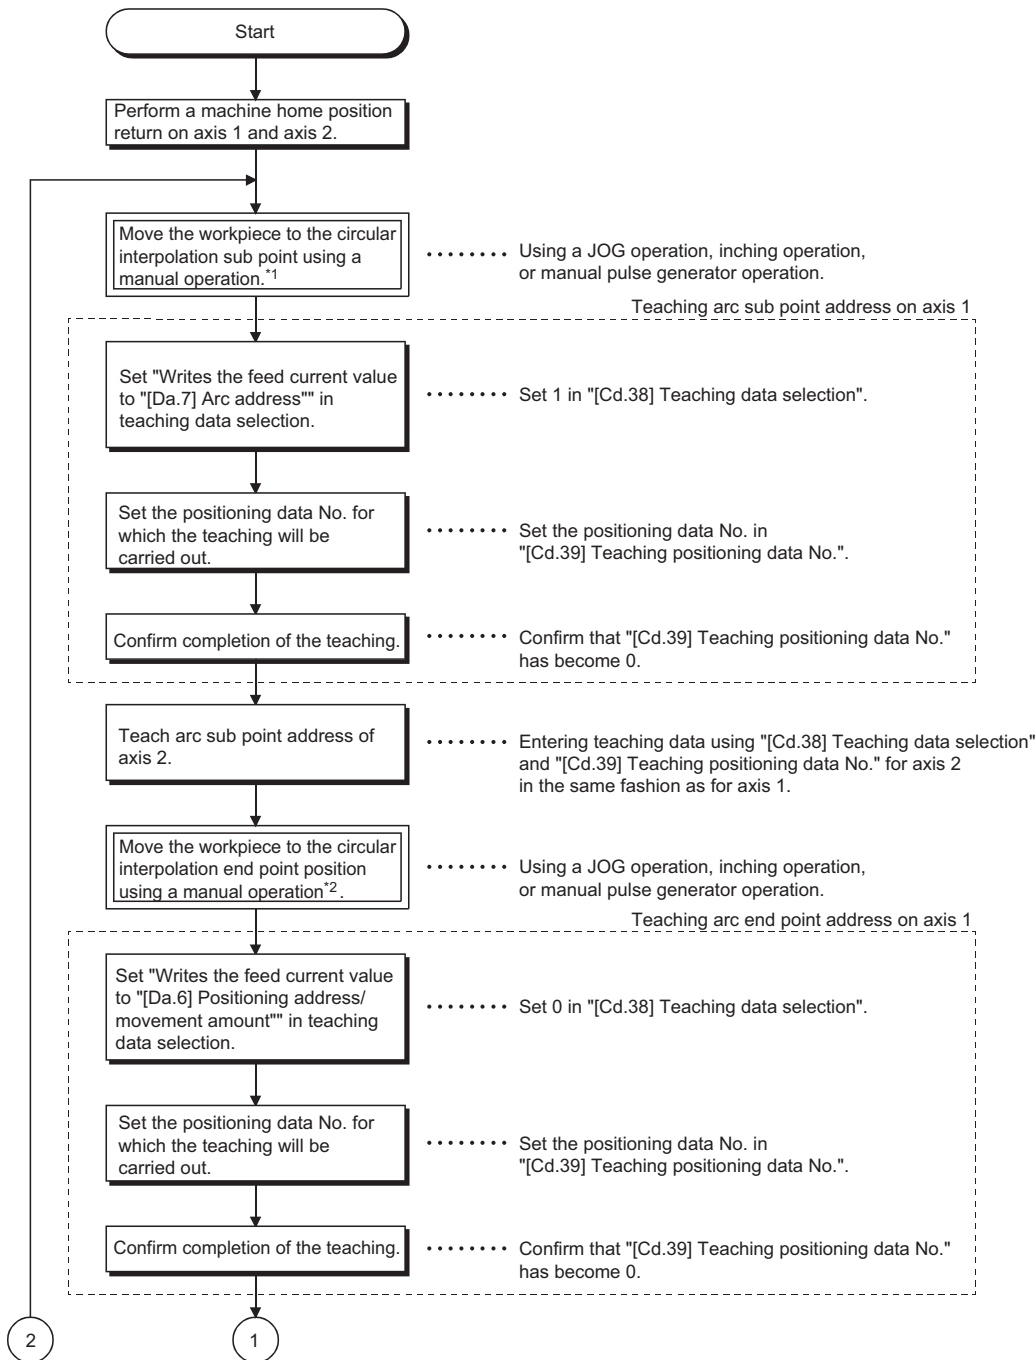 Start
Perform a machine home position
return on axis 1 and axis 2.
Move the workpiece to the circular
interpolation sub point using a
manual operation.*1
Using a JOG operation, inching operation,
or manual pulse generator operation.
Teaching arc sub point address on axis 1
Set "Writes the feed current value
to "[Da.7] Arc address"" in
teaching data selection.
Set 1 in "[Cd.38] Teaching data selection".
Set the positioning data No. for
which the teaching will be
carried out.
Set the positioning data No. in
"[Cd.39] Teaching positioning data No.".
Confirm completion of the teaching.
Confirm that "[Cd.39] Teaching positioning data No."
has become 0.
Teach arc sub point address of
axis 2.
Entering teaching data using "[Cd.38] Teaching data selection"
and "[Cd.39] Teaching positioning data No." for axis 2
in the same fashion as for axis 1.
Move the workpiece to the circular
interpolation end point position
using a manual operation*2.
Using a JOG operation, inching operation,
or manual pulse generator operation.
Teaching arc end point address on axis 1
Set "Writes the feed current value
to "[Da.6] Positioning address/
movement amount"" in teaching
data selection.
Set 0 in "[Cd.38] Teaching data selection".
Set the positioning data No. for
which the teaching will be
carried out.
Set the positioning data No. in
"[Cd.39] Teaching positioning data No.".
Confirm completion of the teaching.
Confirm that "[Cd.39] Teaching positioning data No."
has become 0.
2
1